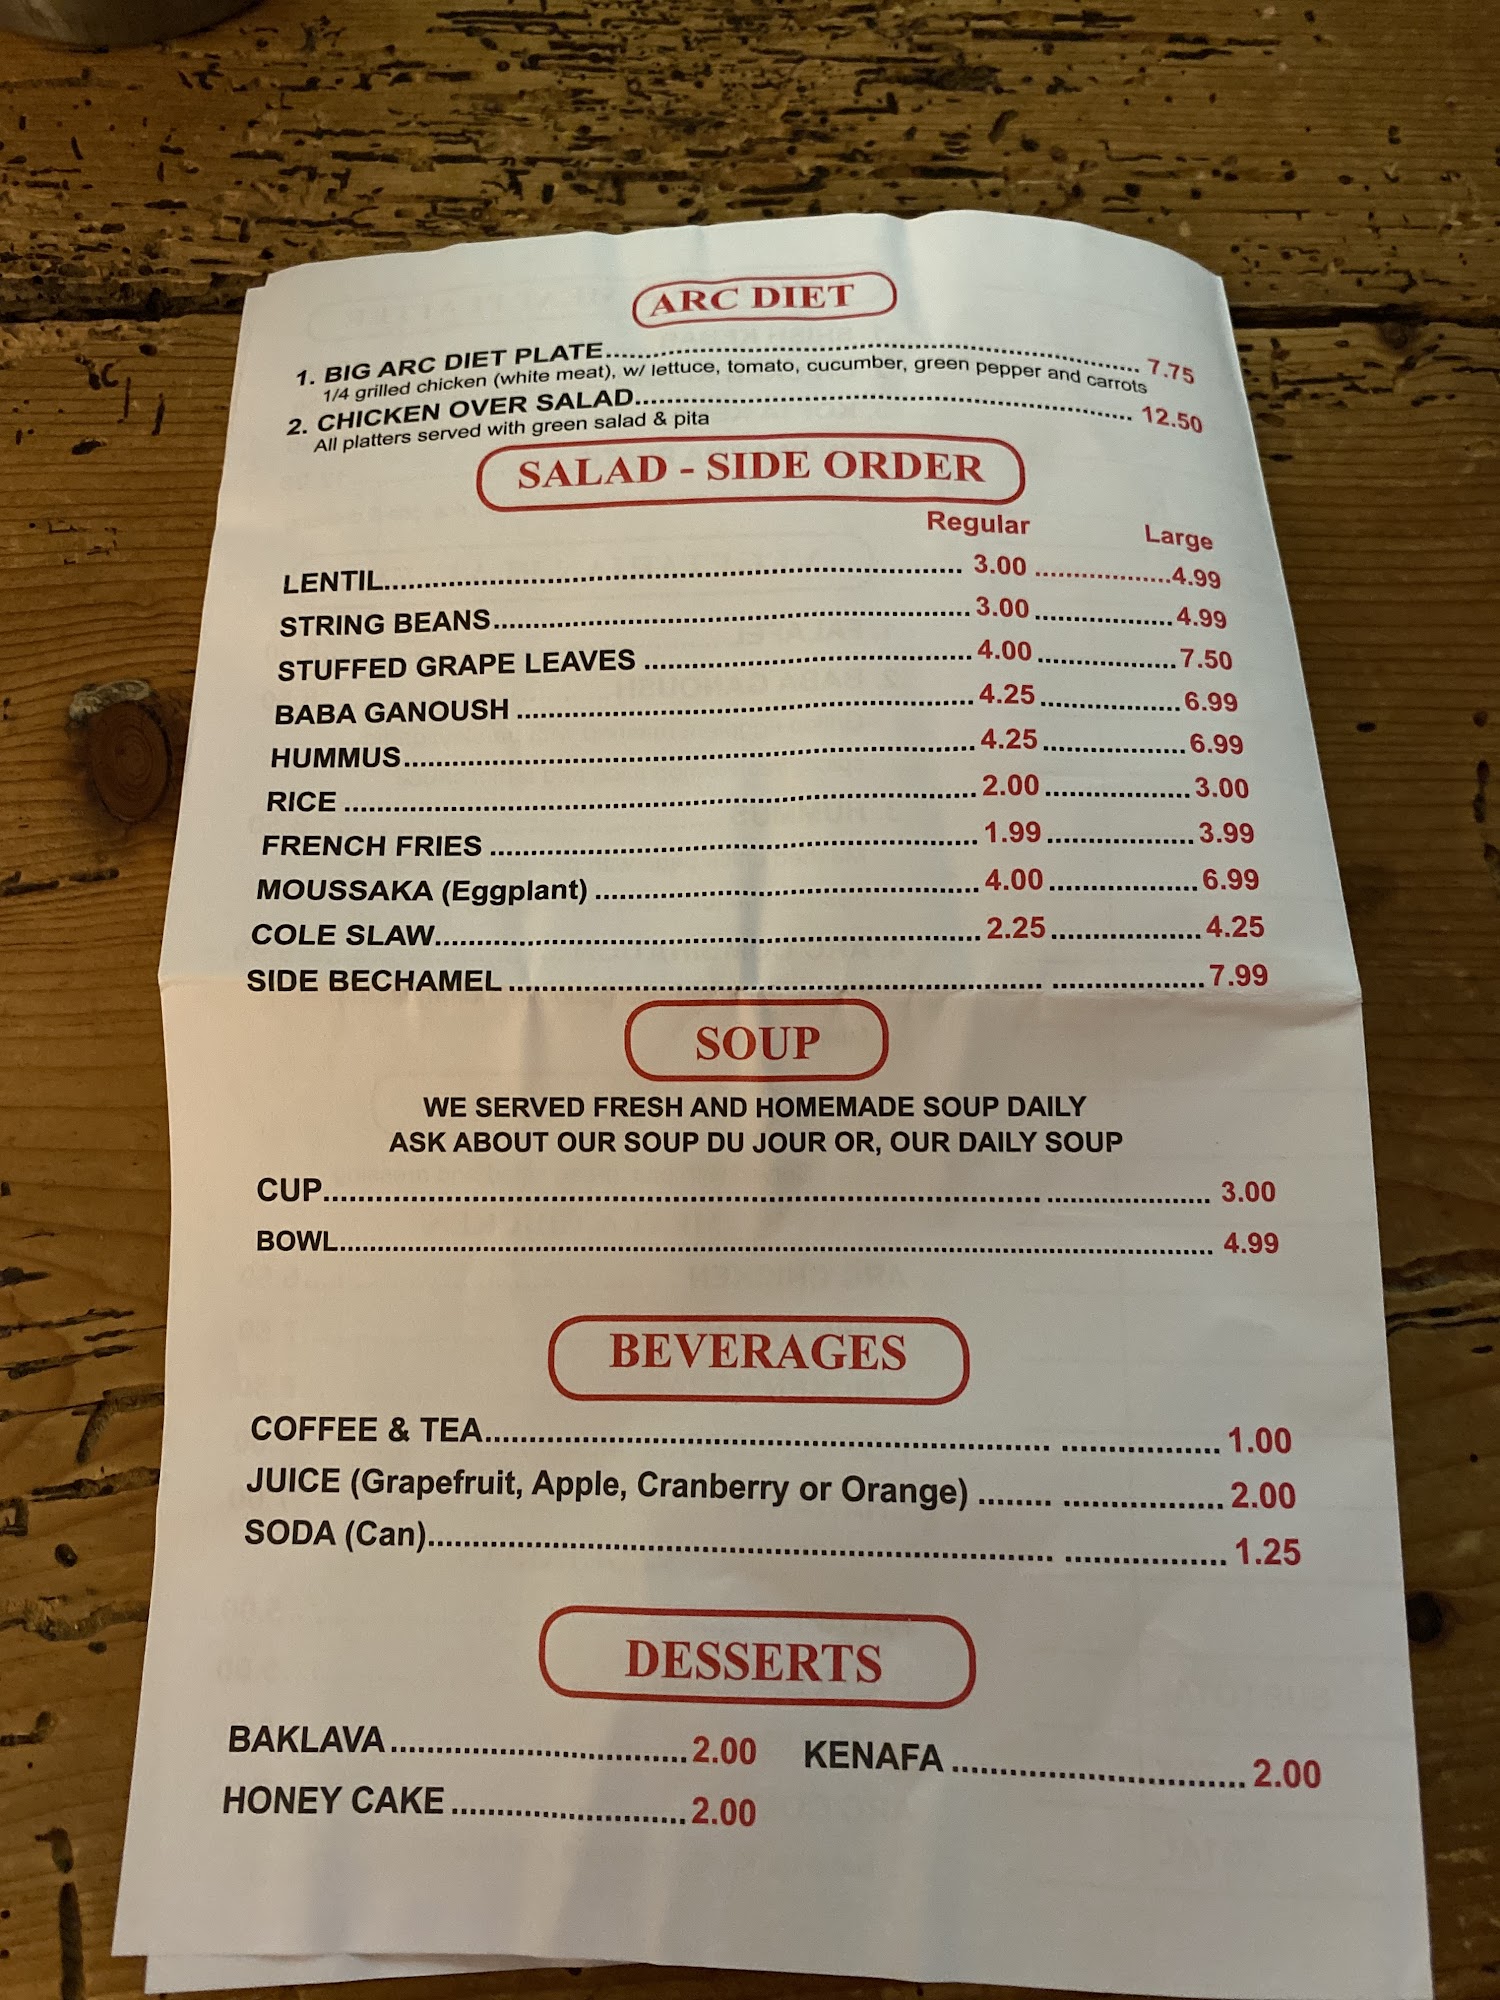 ARC DIET
1. BIG ARC DIET PLATE.......................................................... 7.75
1/4 grilled chicken (white meat), w/ lettuce, tomato, cucumber, green pepper and carrots
2. CHICKEN OVER SALAD.......................................................... 12.50
All platters served with green salad & pita
SALAD - SIDE ORDER
Regular Large
LENTIL.......................................................... 3.00 ..................4.99
STRING BEANS.......................................................... 3.00 ..................4.99
STUFFED GRAPE LEAVES .......................................... 4.00 ..................7.50
BABA GANOUSH .......................................................... 4.25 ..................6.99
HUMMUS.......................................................... 4.25 ..................6.99
RICE .......................................................... 2.00 ..................3.00
FRENCH FRIES .......................................................... 1.99 ..................3.99
MOUSSAKA (Eggplant) .......................................... 4.00 ..................6.99
COLE SLAW.......................................................... 2.25 ..................4.25
SIDE BECHAMEL .......................................................... ..................7.99
SOUP
WE SERVED FRESH AND HOMEMADE SOUP DAILY
ASK ABOUT OUR SOUP DU JOUR OR, OUR DAILY SOUP
CUP.......................................................... .................. 3.00
BOWL.......................................................... 4.99
BEVERAGES
COFFEE & TEA.......................................................... .................. 1.00
JUICE (Grapefruit, Apple, Cranberry or Orange) ........ .................. 2.00
SODA (Can).......................................................... .................. 1.25
DESSERTS
BAKLAVA..............................2.00 KENAFA ..............................2.00
HONEY CAKE ........................2.00